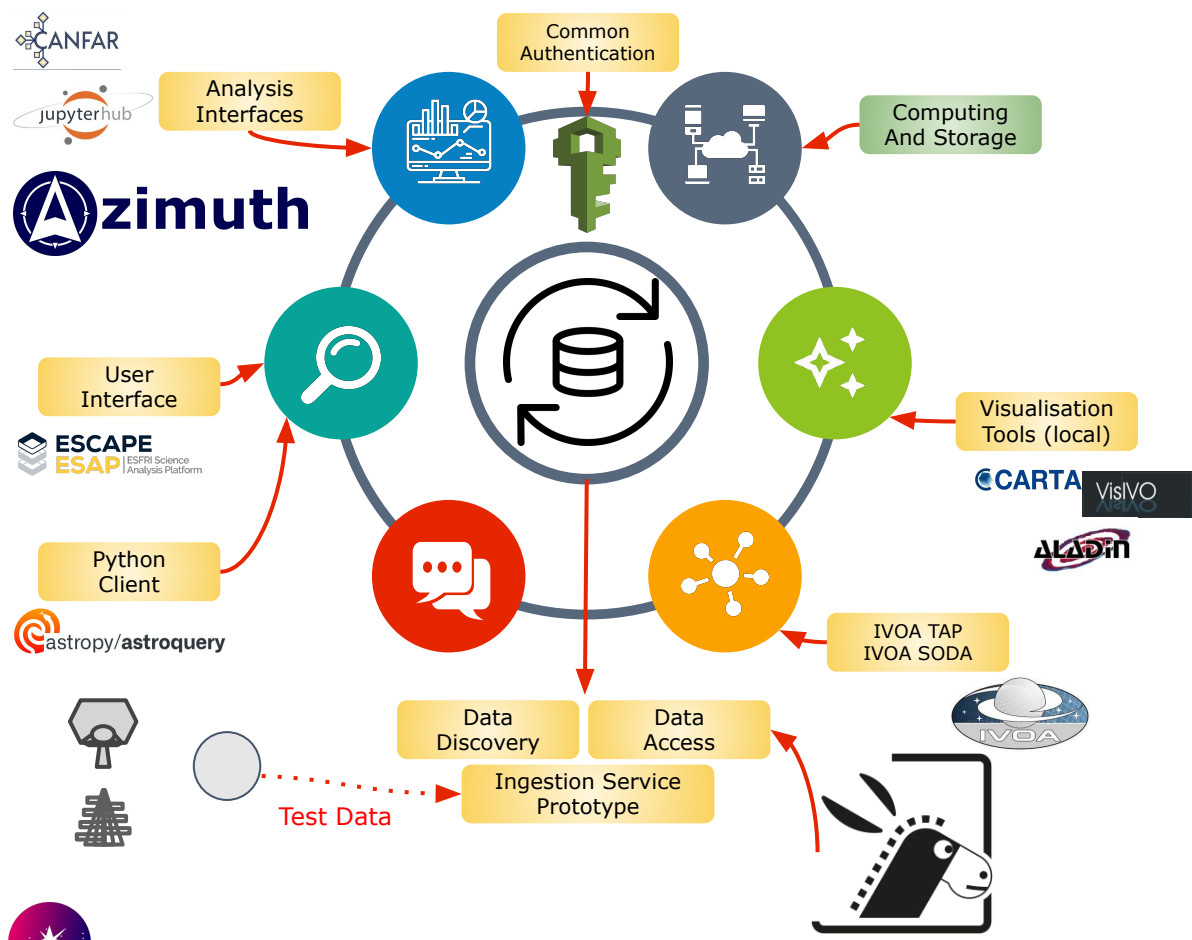 CANFAR
jupyterhub
Azimuth
Analysis
Interfaces
Common
Authentication
Computing
And Storage
User
Interface
ESCAPE
ESAP
ESFRI Science
Analysis Platform
Visualisation
Tools (local)
CARTA
VisIVO
ALADiN
Python
Client
astropy/astroquery
IVOA TAP
IVOA SODA
IVOA
Data
Discovery
Data
Access
Ingestion Service
Prototype
Test Data